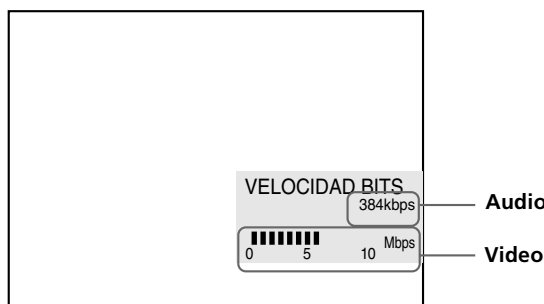 VELOCIDAD BITS
384kbps
Audio
Mbps
0 5 10
Video